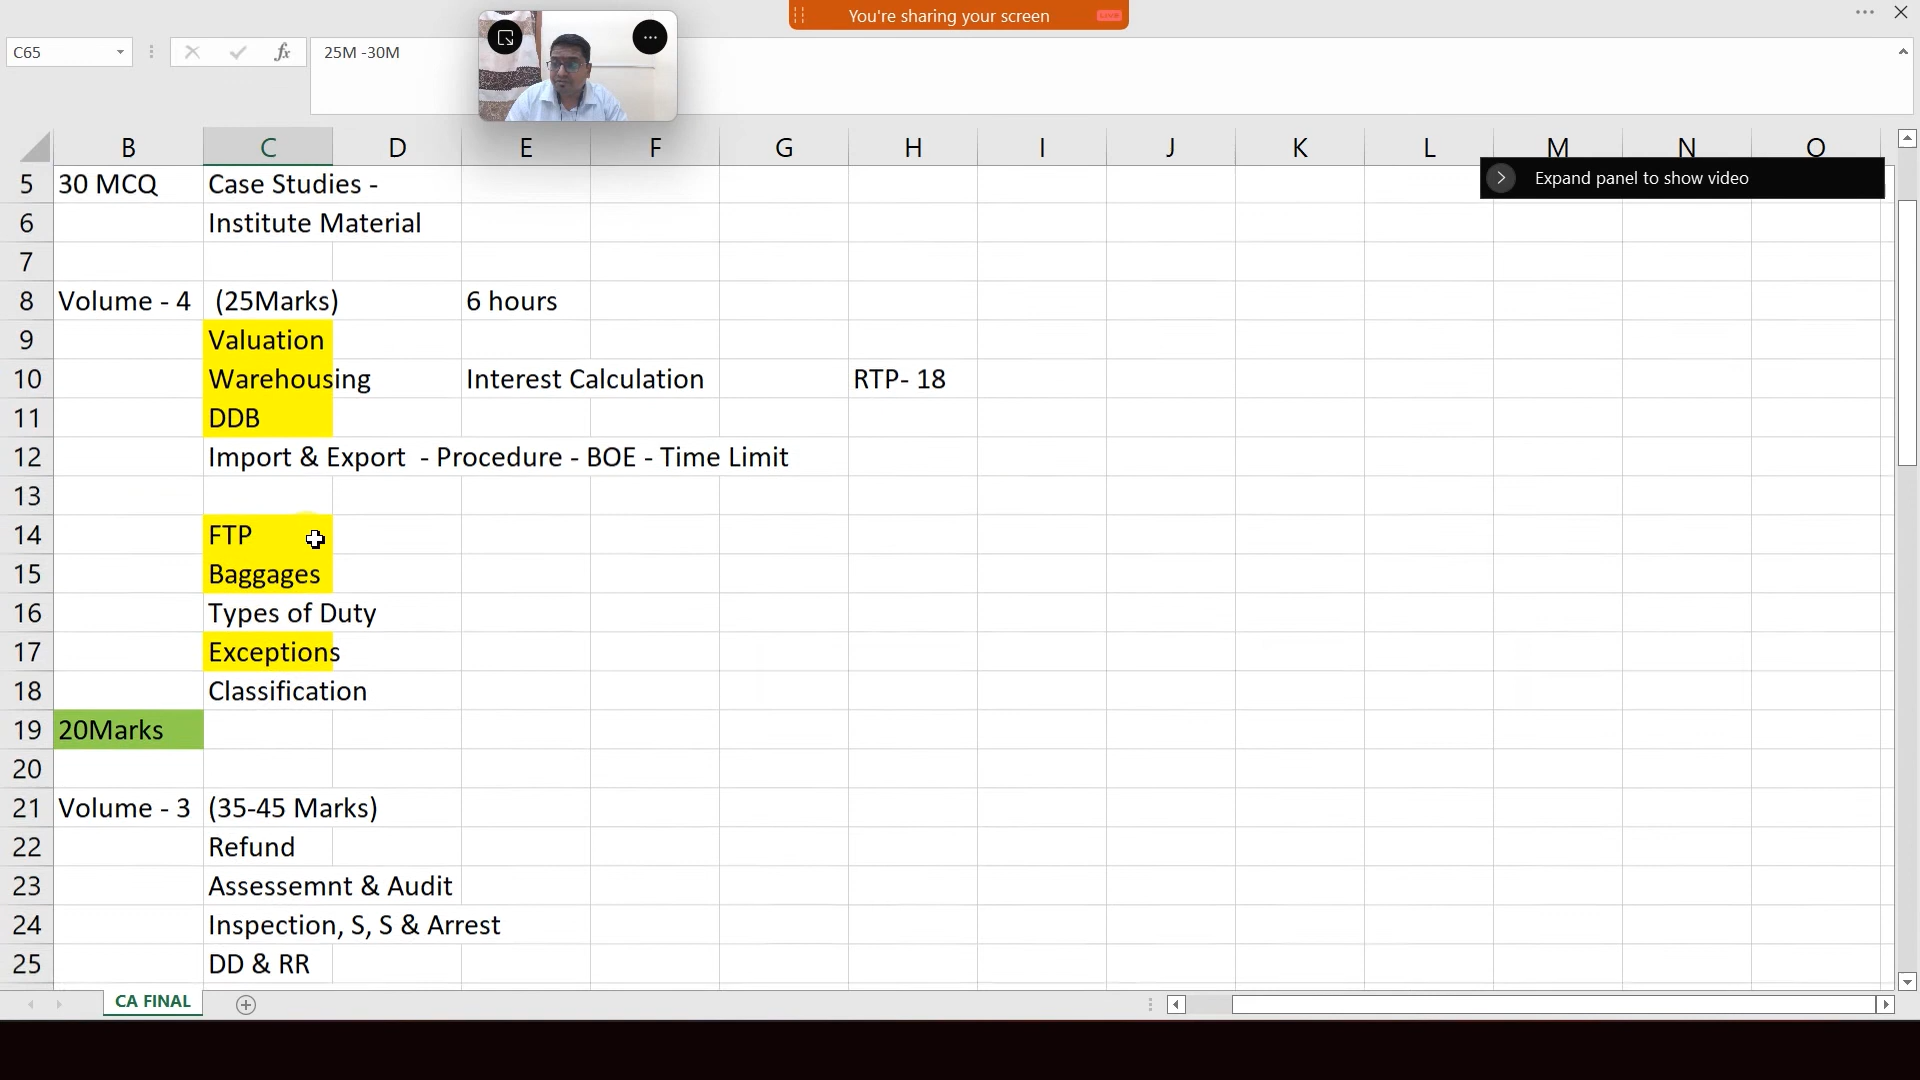 You're sharing your screen
LIVE
C65
fx
25M -30M
B C D E F G H I J K L M N O
Expand panel to show video
5 30 MCQ Case Studies -
6 Institute Material
7
8 Volume - 4 (25Marks) 6 hours
9 Valuation
10 Warehousing Interest Calculation RTP- 18
11 DDB
12 Import & Export - Procedure - BOE - Time Limit
13
14 FTP
15 Baggages
16 Types of Duty
17 Exceptions
18 Classification
19 20Marks
20
21 Volume - 3 (35-45 Marks)
22 Refund
23 Assessemnt & Audit
24 Inspection, S, S & Arrest
25 DD & RR
CA FINAL